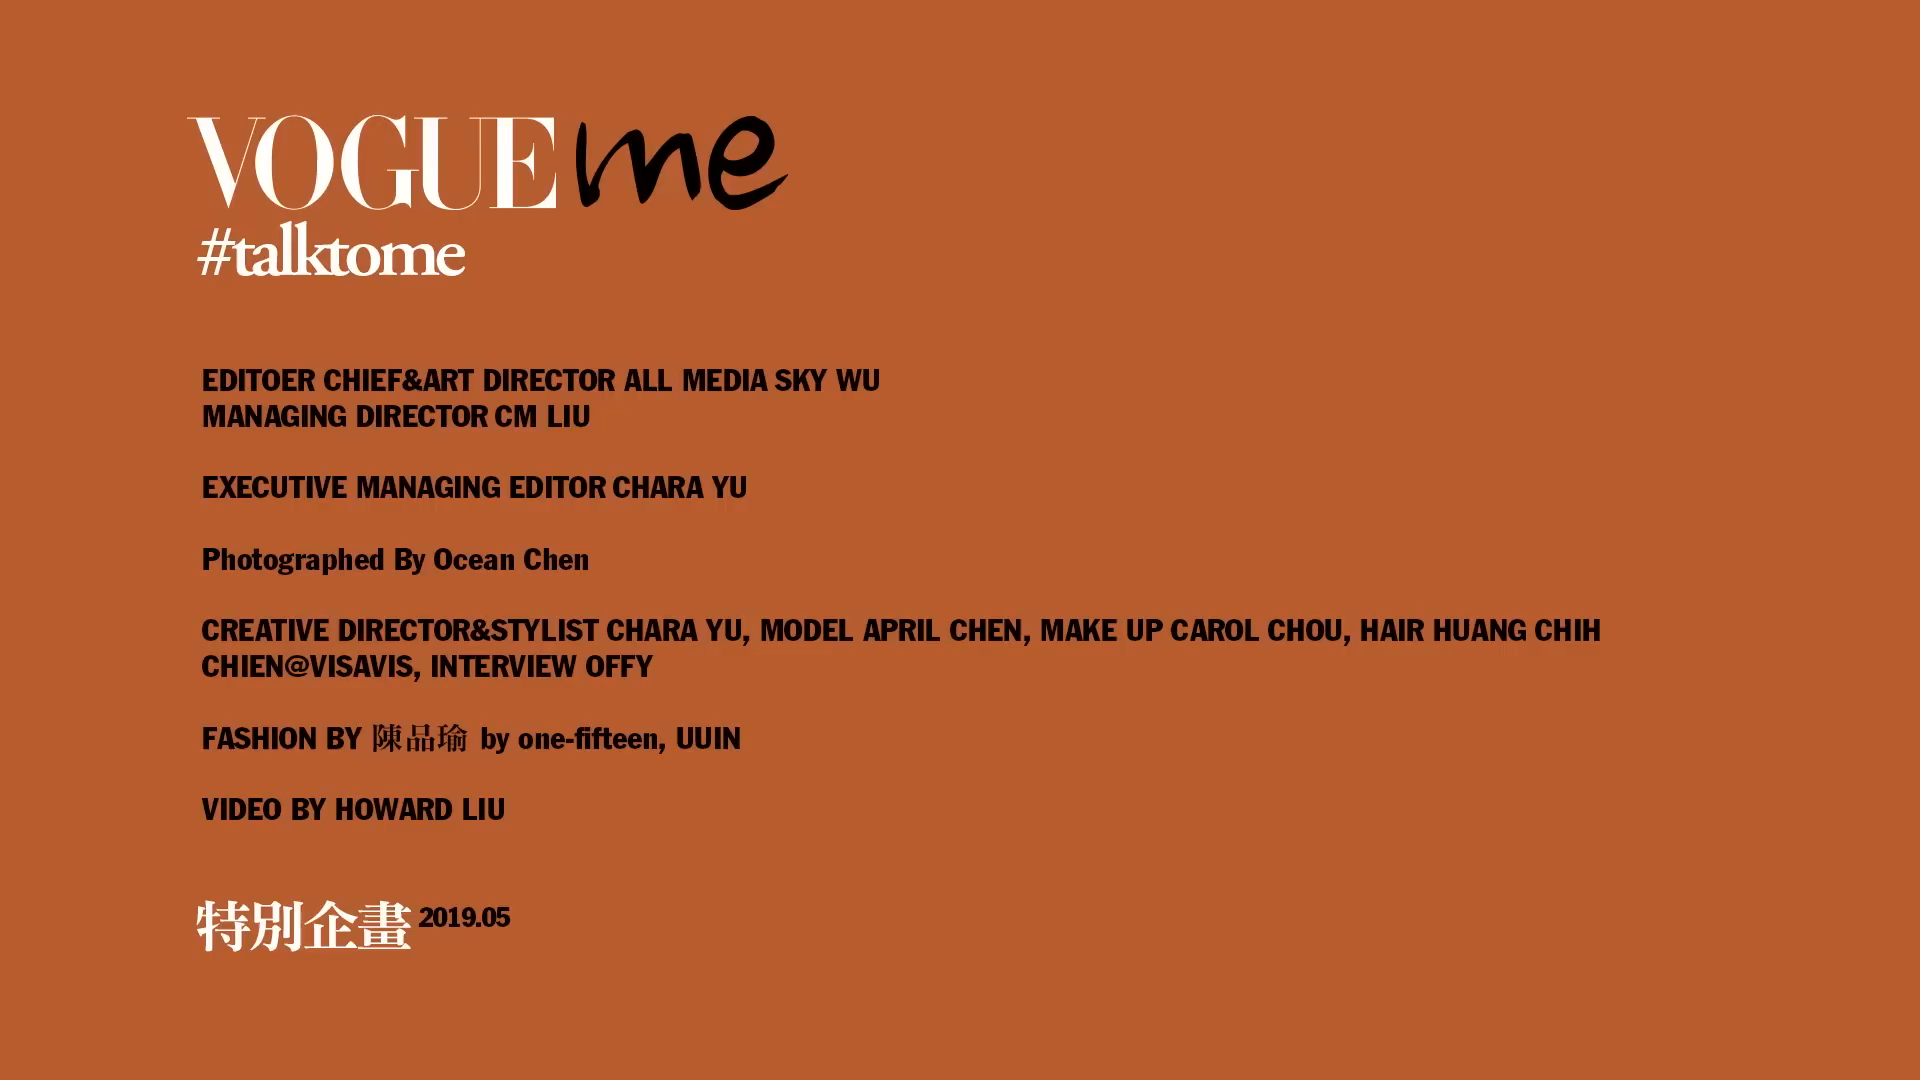 VOGUE me
#talktome
EDITOER CHIEF&ART DIRECTOR ALL MEDIA SKY WU
MANAGING DIRECTOR CM LIU
EXECUTIVE MANAGING EDITOR CHARA YU
Photographed By Ocean Chen
CREATIVE DIRECTOR&STYLIST CHARA YU, MODEL APRIL CHEN, MAKE UP CAROL CHOU, HAIR HUANG CHIH
CHIEN@VISAVIS, INTERVIEW OFFY
FASHION BY 陳品瑜 by one-fifteen, UUIN
VIDEO BY HOWARD LIU
特別企畫 2019.05